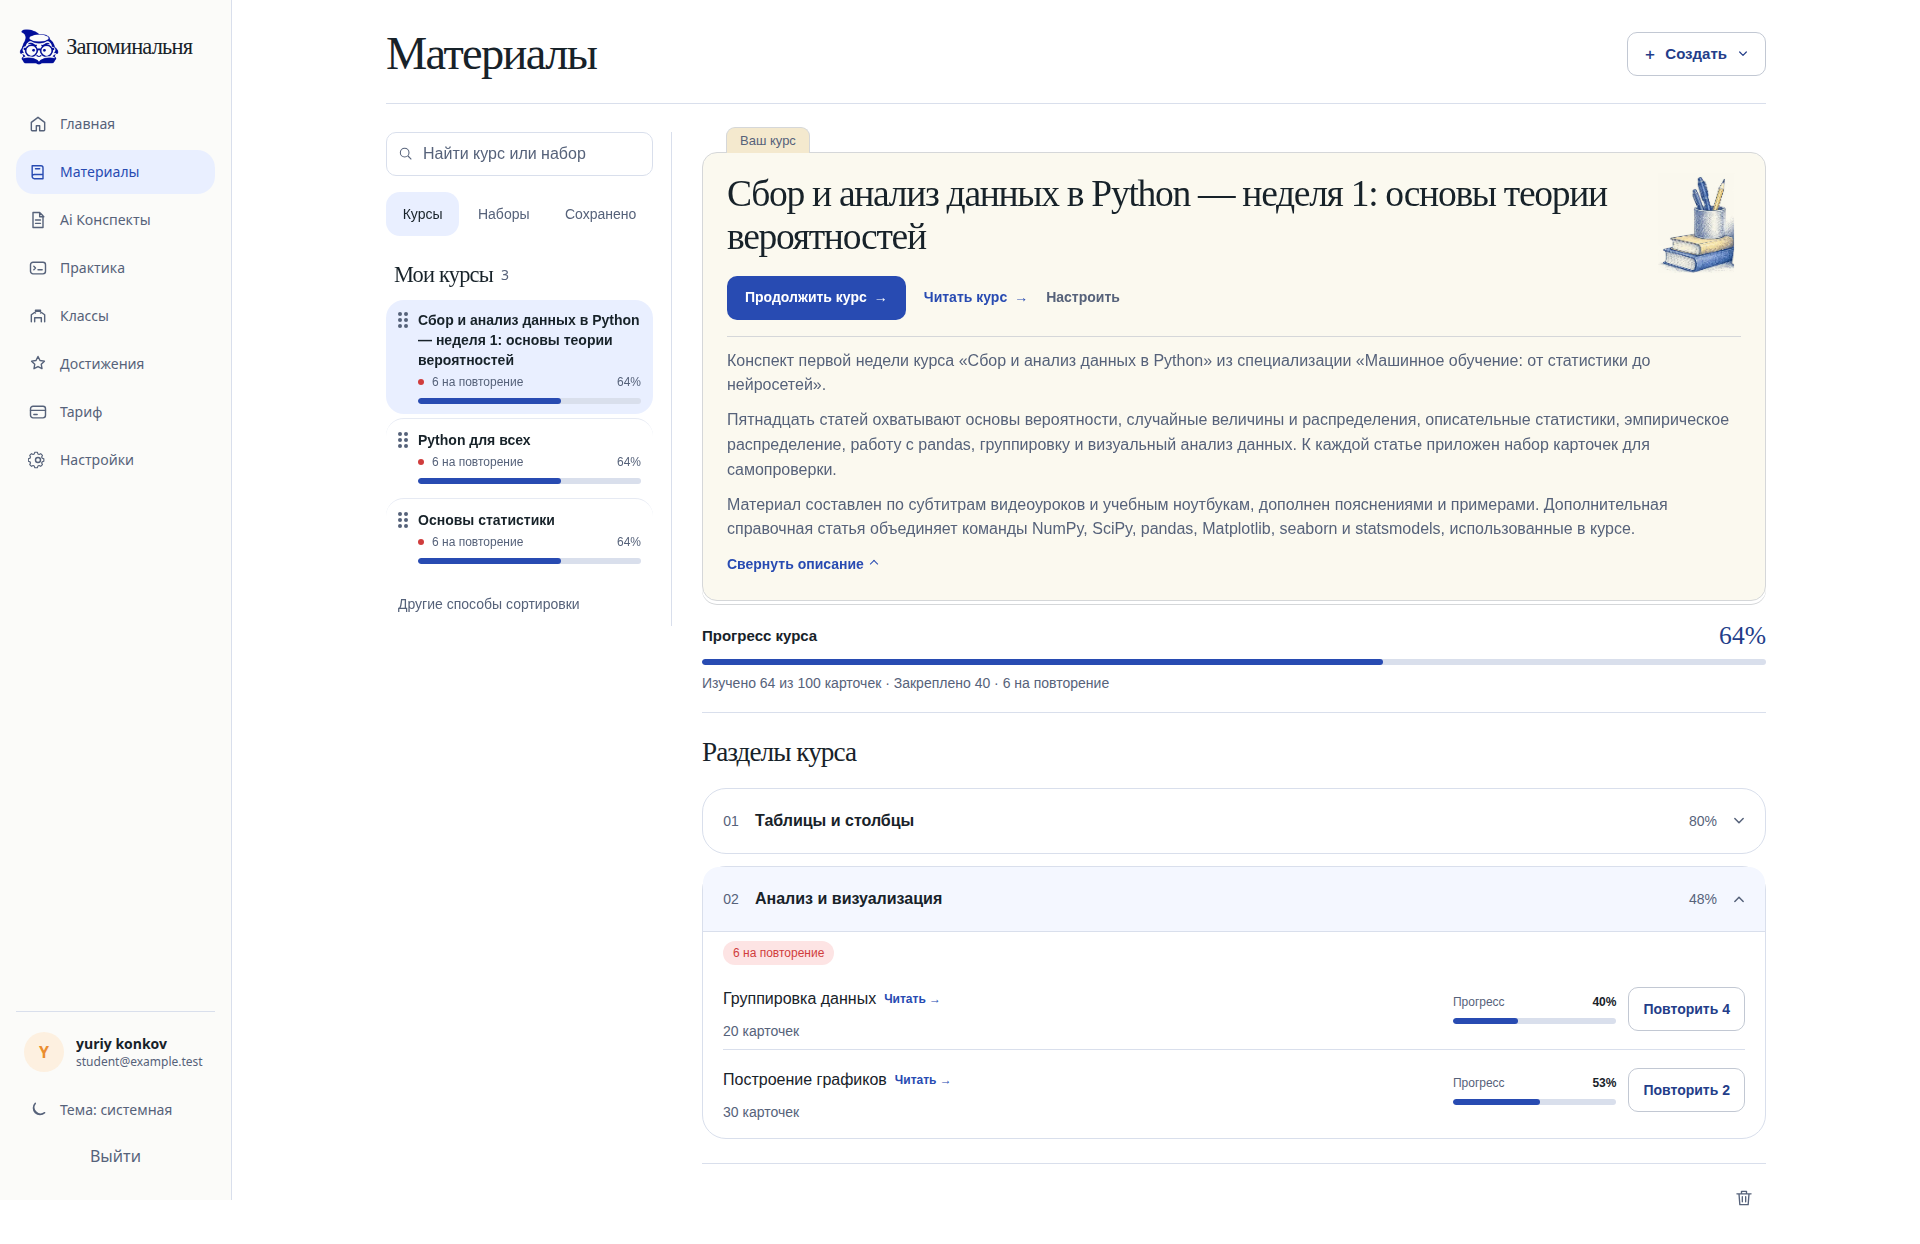 Запоминальня
Главная
Материалы
Ai Конспекты
Практика
Классы
Достижения
Тариф
Настройки
Y
yuriy konkov
student@example.test
Тема: системная
Выйти
Материалы
+ Создать
Найти курс или набор
Курсы Наборы Сохранено
Мои курсы 3
Сбор и анализ данных в Python
— неделя 1: основы теории
вероятностей
6 на повторение 64%
Python для всех
6 на повторение 64%
Основы статистики
6 на повторение 64%
Другие способы сортировки
Ваш курс
Сбор и анализ данных в Python — неделя 1: основы теории
вероятностей
Продолжить курс → Читать курс → Настроить
Конспект первой недели курса «Сбор и анализ данных в Python» из специализации «Машинное обучение: от статистики до
нейросетей».
Пятнадцать статей охватывают основы вероятности, случайные величины и распределения, описательные статистики, эмпирическое
распределение, работу с pandas, группировку и визуальный анализ данных. К каждой статье приложен набор карточек для
самопроверки.
Материал составлен по субтитрам видеоуроков и учебным ноутбукам, дополнен пояснениями и примерами. Дополнительная
справочная статья объединяет команды NumPy, SciPy, pandas, Matplotlib, seaborn и statsmodels, использованные в курсе.
Свернуть описание
Прогресс курса 64%
Изучено 64 из 100 карточек · Закреплено 40 · 6 на повторение
Разделы курса
01 Таблицы и столбцы 80%
02 Анализ и визуализация 48%
6 на повторение
Группировка данных Читать →
20 карточек
Прогресс 40%
Повторить 4
Построение графиков Читать →
30 карточек
Прогресс 53%
Повторить 2